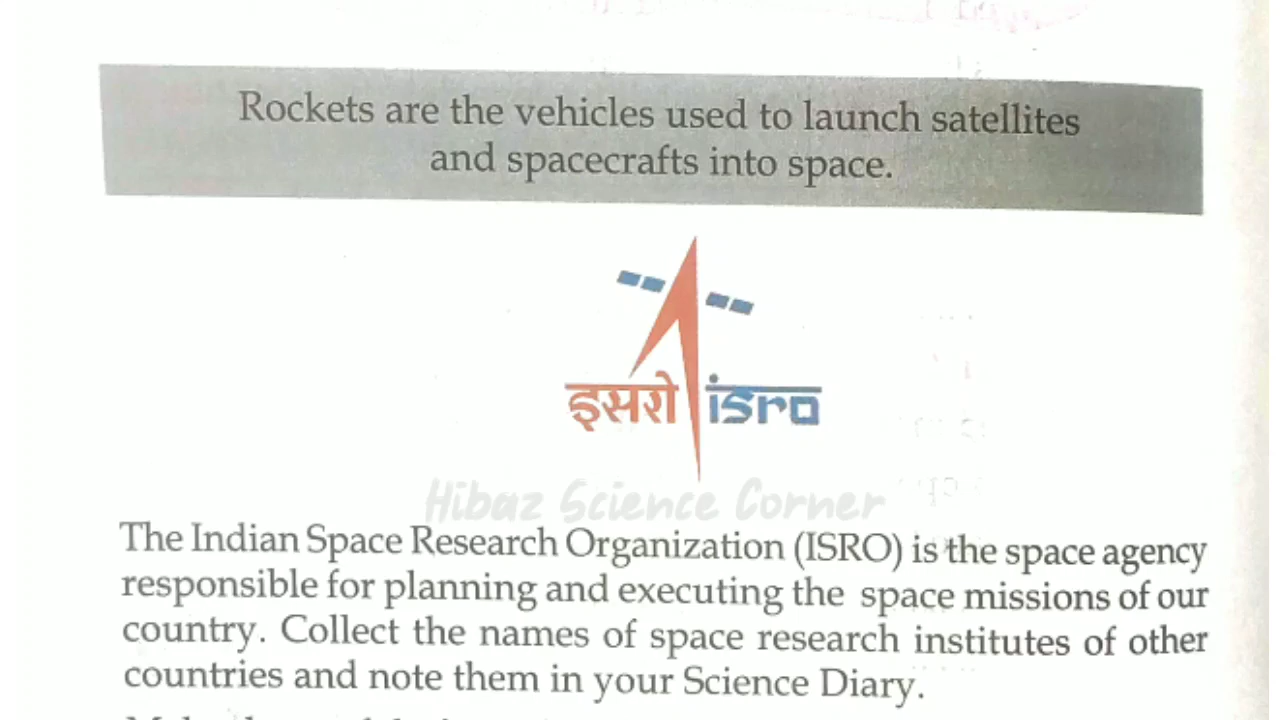 Rockets are the vehicles used to launch satellites
and spacecrafts into space.
इसरो isro
Hibaz Science Corner
The Indian Space Research Organization (ISRO) is the space agency
responsible for planning and executing the space missions of our
country. Collect the names of space research institutes of other
countries and note them in your Science Diary.